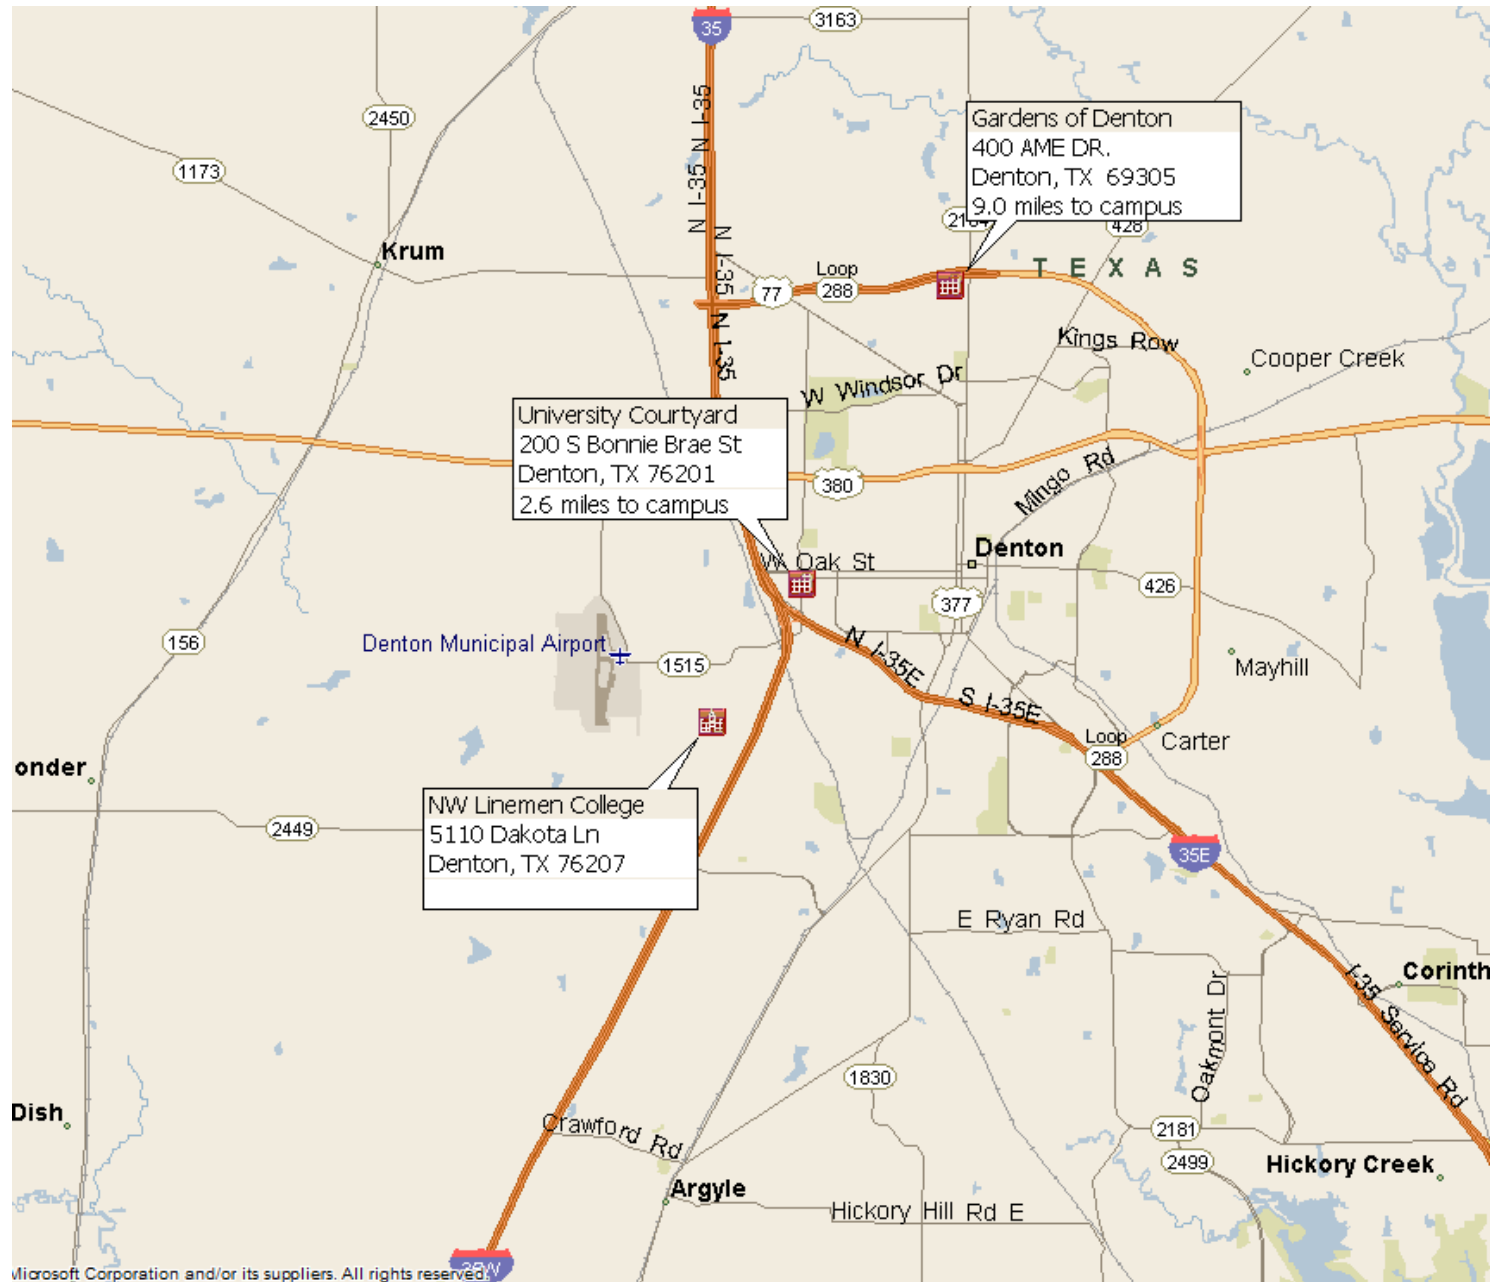 35
3163
N I-35 N I-35
2450
1173
Gardens of Denton
400 AME DR.
Denton, TX  69305
9.0 miles to campus
428
Krum
N I-35 N I-35
TEXAS
Loop
288
77
Kings Row
Cooper Creek
W Windsor Dr
University Courtyard
200 S Bonnie Brae St
Denton, TX 76201
2.6 miles to campus
380
Mingo Rd
W Oak St
Denton
426
377
156
Denton Municipal Airport
1515
N I-35E
S I-35E
Mayhill
Carter
Loop
288
onder
NW Linemen College
5110 Dakota Ln
Denton, TX 76207
2449
35E
E Ryan Rd
Corinth
I-35 Service Rd
Oakmont Dr
1830
Dish
Crawford Rd
2181
2499
Hickory Creek
Argyle
Hickory Hill Rd E
Microsoft Corporation and/or its suppliers. All rights reserved.